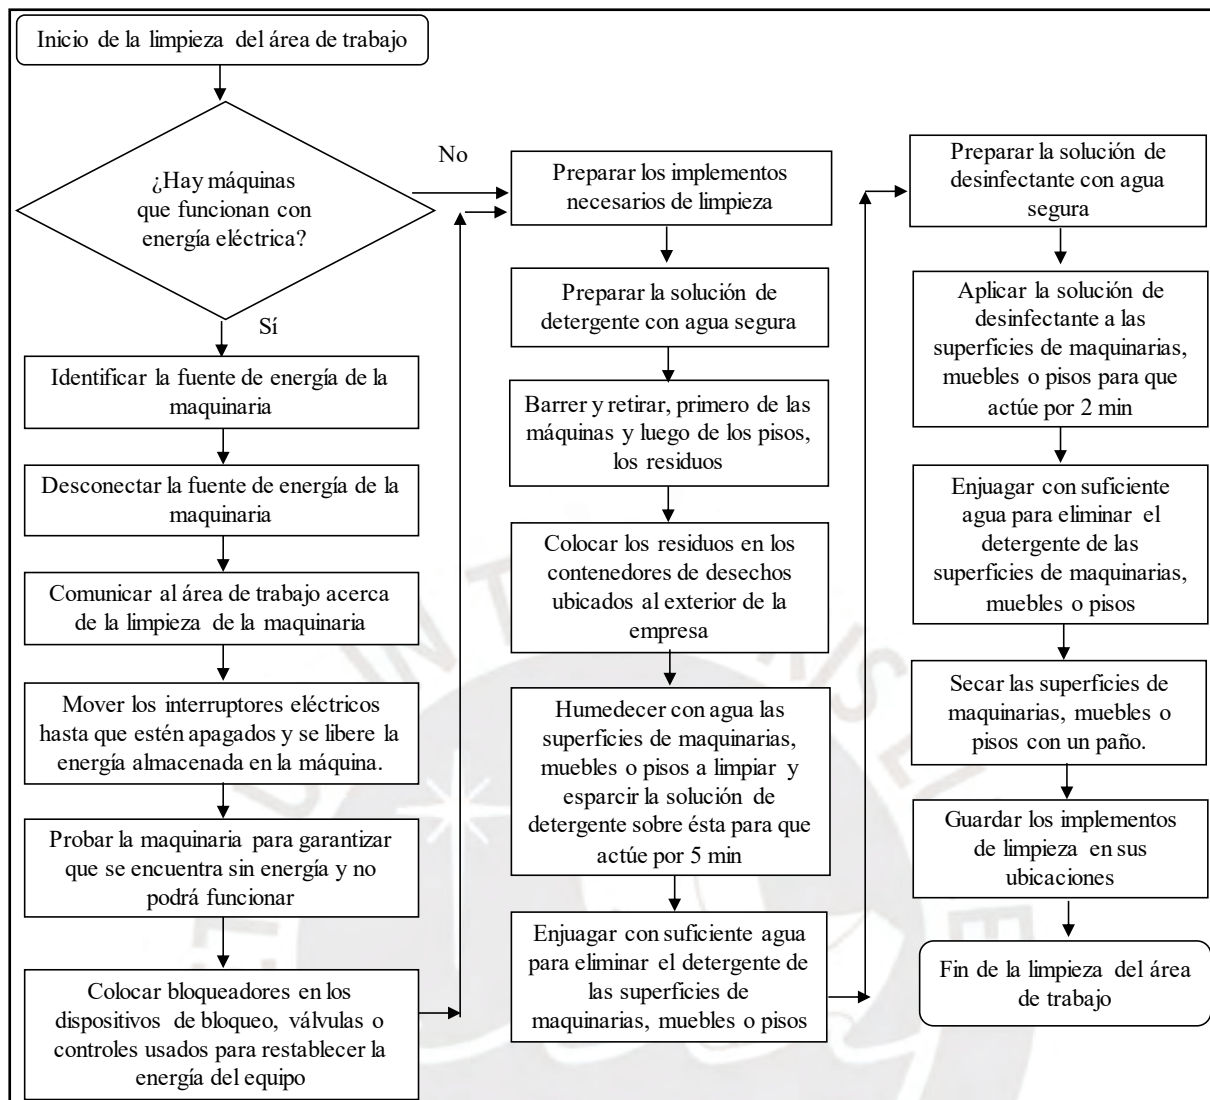 Inicio de la limpieza del área de trabajo
¿Hay máquinas
que funcionan con
energía eléctrica?
No
Sí
Identificar la fuente de energía de la
maquinaria
Desconectar la fuente de energía de la
maquinaria
Comunicar al área de trabajo acerca
de la limpieza de la maquinaria
Mover los interruptores eléctricos
hasta que estén apagados y se libere la
energía almacenada en la máquina.
Probar la maquinaria para garantizar
que se encuentra sin energía y no
podrá funcionar
Colocar bloqueadores en los
dispositivos de bloqueo, válvulas o
controles usados para restablecer la
energía del equipo
Preparar los implementos
necesarios de limpieza
Preparar la solución de
detergente con agua segura
Barrer y retirar, primero de las
máquinas y luego de los pisos,
los residuos
Colocar los residuos en los
contenedores de desechos
ubicados al exterior de la
empresa
Humedecer con agua las
superficies de maquinarias,
muebles o pisos a limpiar y
esparcir la solución de
detergente sobre ésta para que
actúe por 5 min
Enjuagar con suficiente agua
para eliminar el detergente de
las superficies de
maquinarias, muebles o pisos
Preparar la solución de
desinfectante con agua
segura
Aplicar la solución de
desinfectante a las
superficies de maquinarias,
muebles o pisos para que
actúe por 2 min
Enjuagar con suficiente
agua para eliminar el
detergente de las
superficies de maquinarias,
muebles o pisos
Secar las superficies de
maquinarias, muebles o
pisos con un paño.
Guardar los implementos
de limpieza en sus
ubicaciones
Fin de la limpieza del área
de trabajo